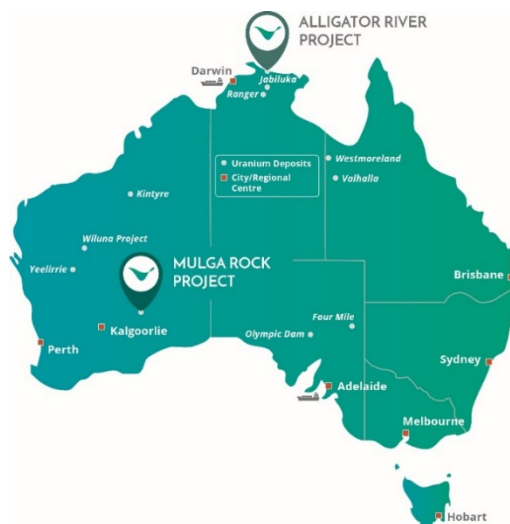 ALLIGATOR RIVER
PROJECT
Darwin
Jabiluka
Ranger
Uranium Deposits
City/Regional
Centre
Westmoreland
Valhalla
Kintyre
Wiluna Project
Yeelirrie
MULGA ROCK
PROJECT
Brisbane
Kalgoorlie
Four Mile
Olympic Dam
Perth
Sydney
Adelaide
Melbourne
Hobart